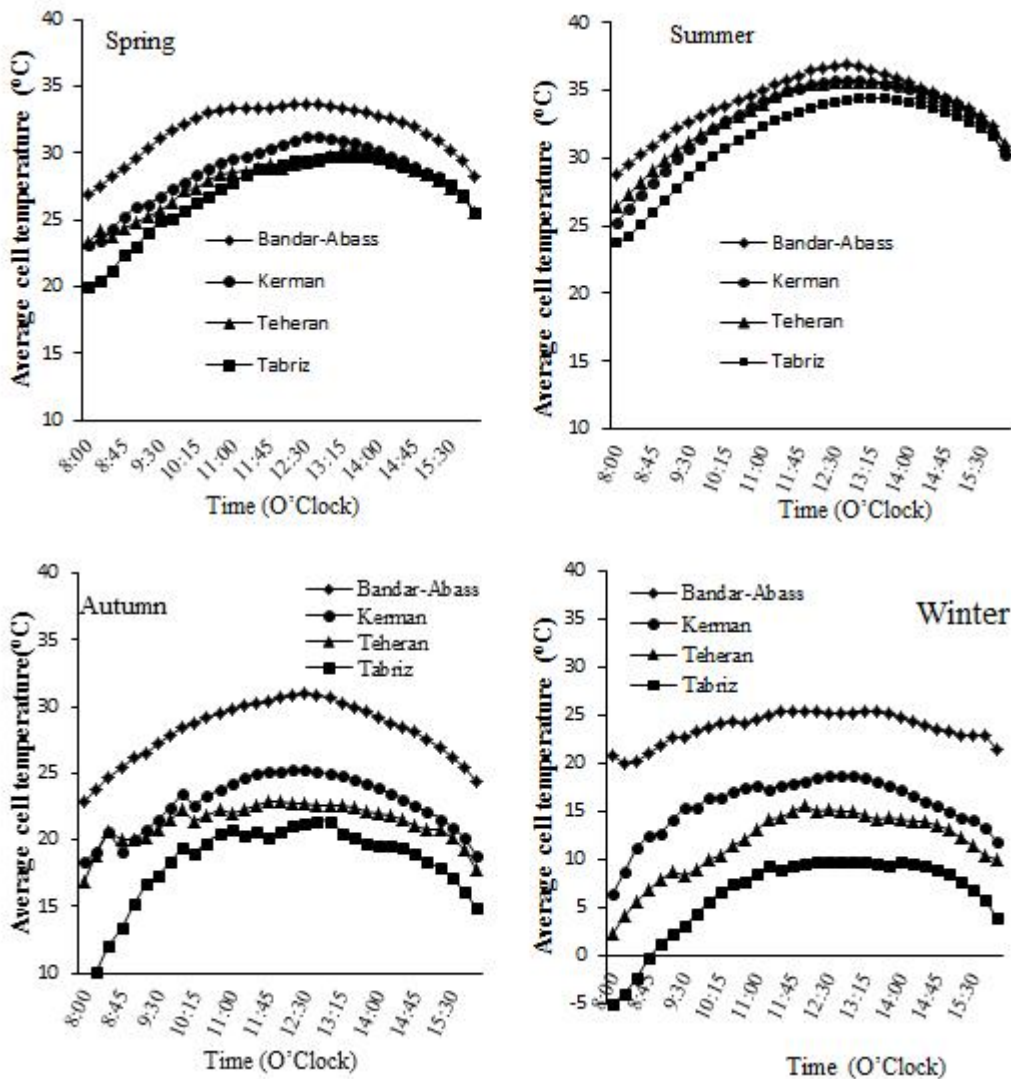 Spring
Average cell temperature (⁰C)
40
35
30
25
20
15
10
Bandar-Abass
Kerman
Teheran
Tabriz
8:00
8:45
9:30
10:15
11:00
11:45
12:30
13:15
14:00
14:45
15:30
Time (O’Clock)
Summer
Average cell temperature (⁰C)
40
35
30
25
20
15
10
Bandar-Abass
Kerman
Teheran
Tabriz
8:00
8:45
9:30
10:15
11:00
11:45
12:30
13:15
14:00
14:45
15:30
Time (O’Clock)
Autumn
Average cell temperature(⁰C)
40
35
30
25
20
15
10
Bandar-Abass
Kerman
Teheran
Tabriz
8:00
8:45
9:30
10:15
11:00
11:45
12:30
13:15
14:00
14:45
15:30
Time (O’Clock)
Winter
Average cell temperature (⁰C)
40
35
30
25
20
15
10
5
0
-5
Bandar-Abass
Kerman
Teheran
Tabriz
8:00
8:45
9:30
10:15
11:00
11:45
12:30
13:15
14:00
14:45
15:30
Time (O’Clock)